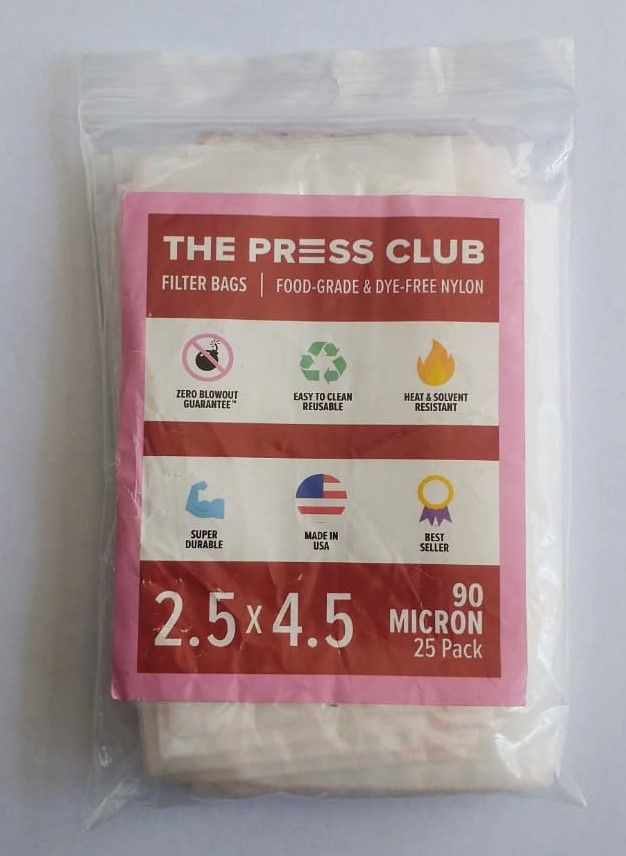 THE PRESS CLUB
FILTER BAGS | FOOD-GRADE & DYE-FREE NYLON
ZERO BLOWOUT GUARANTEE™
EASY TO CLEAN REUSABLE
HEAT & SOLVENT RESISTANT
SUPER DURABLE
MADE IN USA
BEST SELLER
2.5 x 4.5
90 MICRON
25 Pack